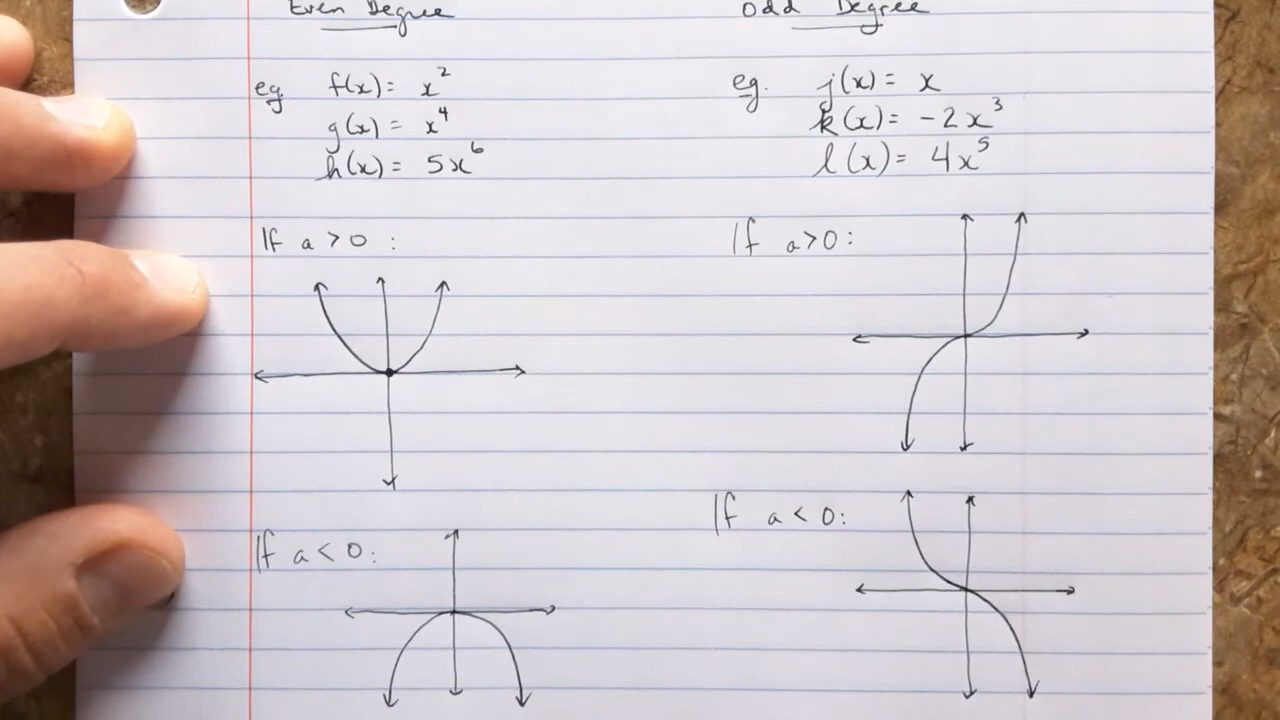 Even Degree
eg. f(x) = x²
g(x) = x⁴
h(x) = 5x⁶
If a > 0 :
If a < 0 :
Odd Degree
eg. j(x) = x
k(x) = -2x³
l(x) = 4x⁵
If a > 0 :
If a < 0 :